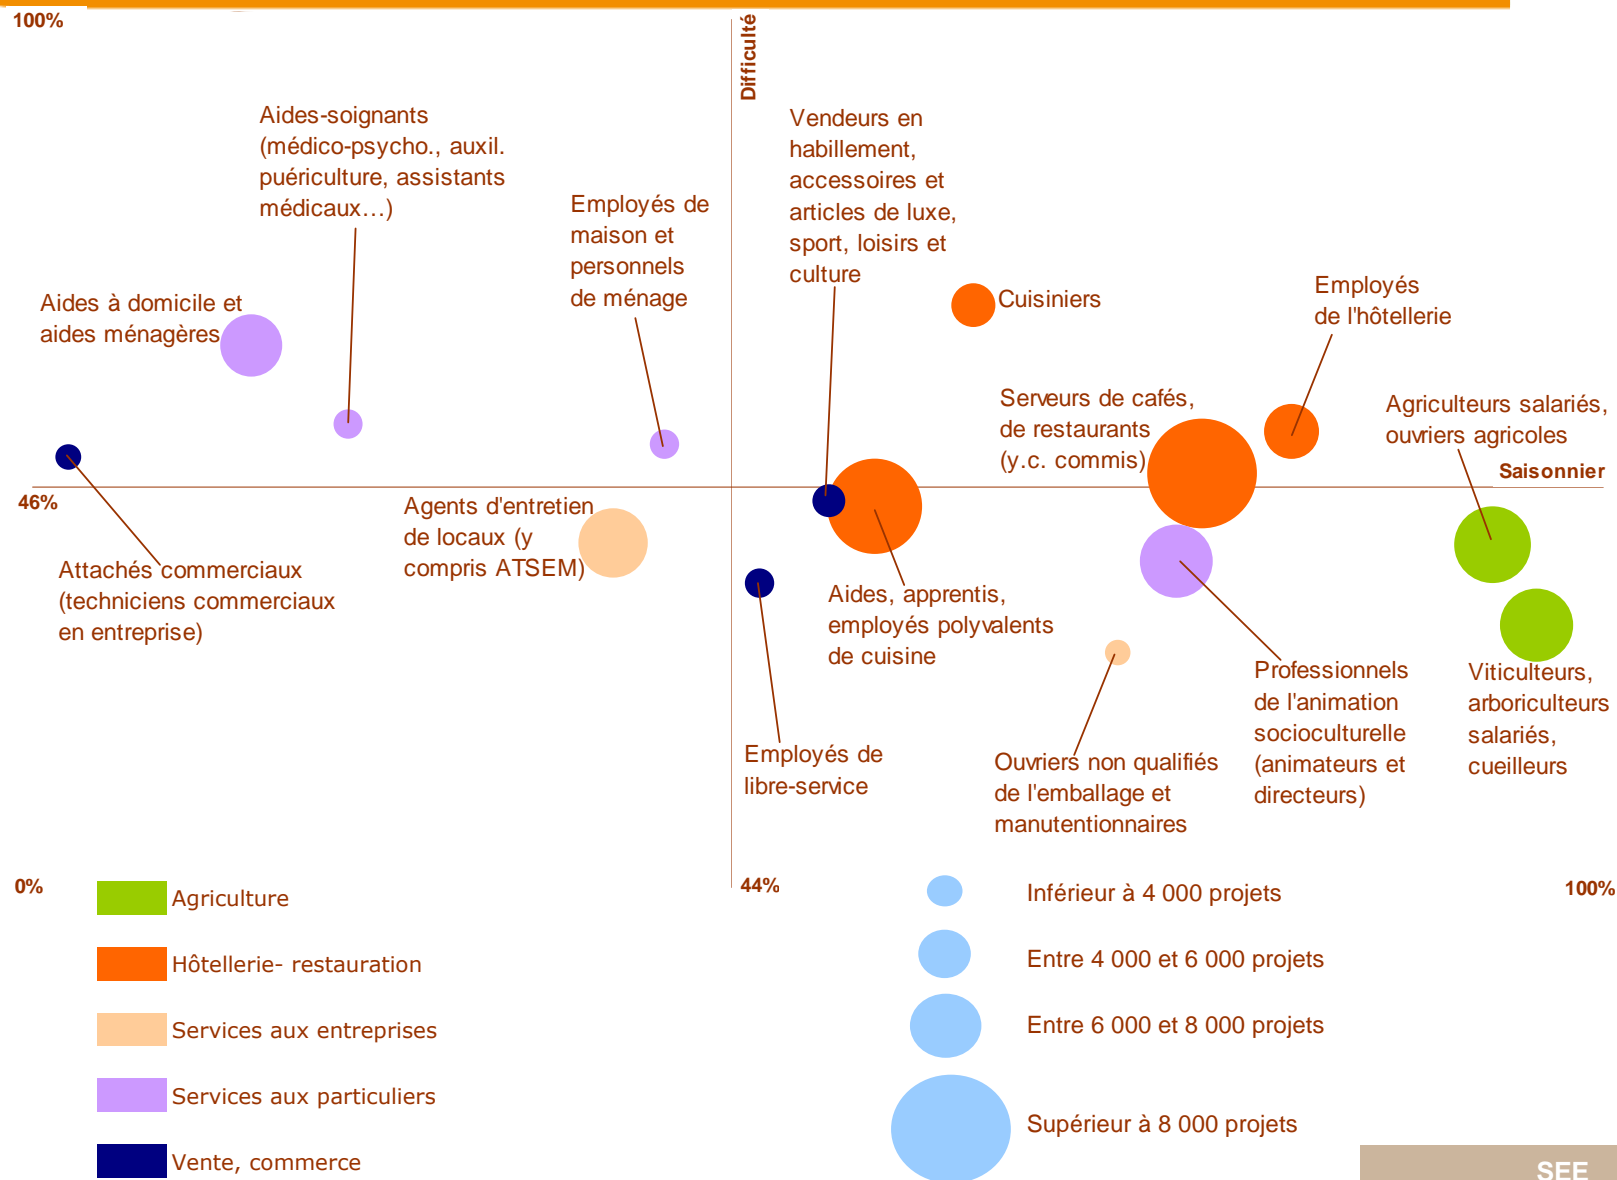 100%
Difficulté
Aides-soignants
(médico-psycho., auxil.
puériculture, assistants
médicaux…)
Vendeurs en
habillement,
accessoires et
articles de luxe,
sport, loisirs et
culture
Employés de
maison et
personnels
de ménage
Aides à domicile et
aides ménagères
Cuisiniers
Employés
de l'hôtellerie
Serveurs de cafés,
de restaurants
(y.c. commis)
Agriculteurs salariés,
ouvriers agricoles
Saisonnier
46%
Agents d'entretien
de locaux (y
compris ATSEM)
Attachés commerciaux
(techniciens commerciaux
en entreprise)
Aides, apprentis,
employés polyvalents
de cuisine
Professionnels
de l'animation
socioculturelle
(animateurs et
directeurs)
Viticulteurs,
arboriculteurs
salariés,
cueilleurs
Employés de
libre-service
Ouvriers non qualifiés
de l'emballage et
manutentionnaires
0%
44%
100%
Agriculture
Hôtellerie- restauration
Services aux entreprises
Services aux particuliers
Vente, commerce
Inférieur à 4 000 projets
Entre 4 000 et 6 000 projets
Entre 6 000 et 8 000 projets
Supérieur à 8 000 projets
SEE